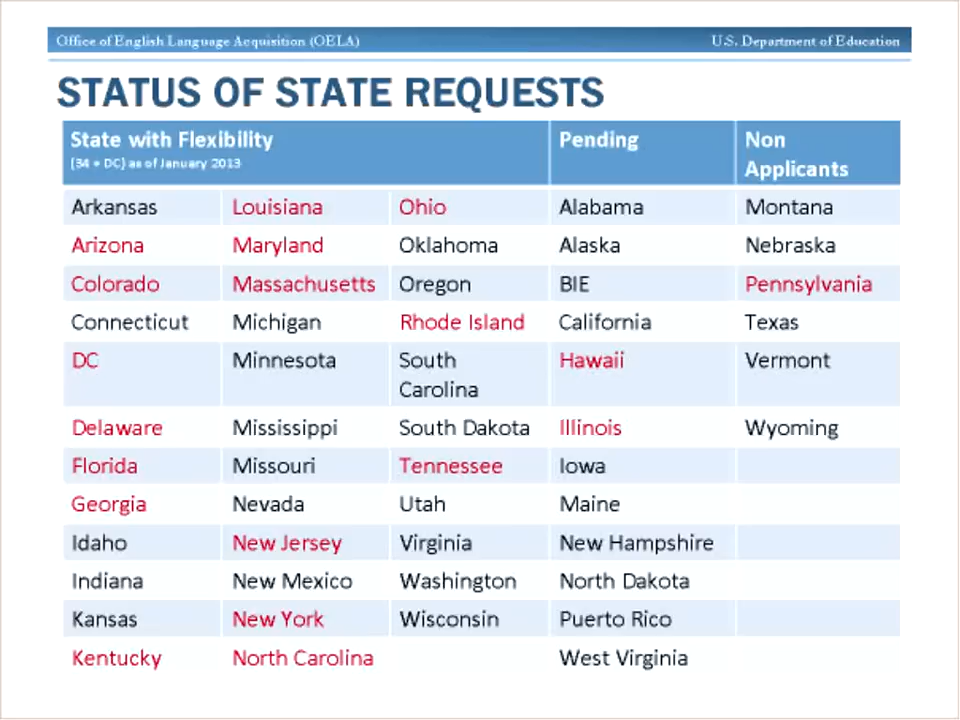 Office of English Language Acquisition (OELA) U.S. Department of Education
STATUS OF STATE REQUESTS
State with Flexibility Pending Non
(34 + DC) as of January 2013 Applicants
Arkansas Louisiana Ohio Alabama Montana
Arizona Maryland Oklahoma Alaska Nebraska
Colorado Massachusetts Oregon BIE Pennsylvania
Connecticut Michigan Rhode Island California Texas
DC Minnesota South Hawaii Vermont
Carolina
Delaware Mississippi South Dakota Illinois Wyoming
Florida Missouri Tennessee Iowa
Georgia Nevada Utah Maine
Idaho New Jersey Virginia New Hampshire
Indiana New Mexico Washington North Dakota
Kansas New York Wisconsin Puerto Rico
Kentucky North Carolina West Virginia